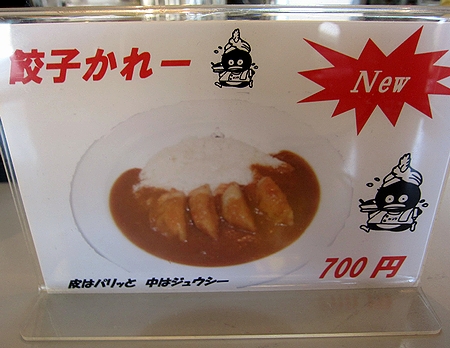 餃子かれー
New
700円
皮はパリッと 中はジュウシー